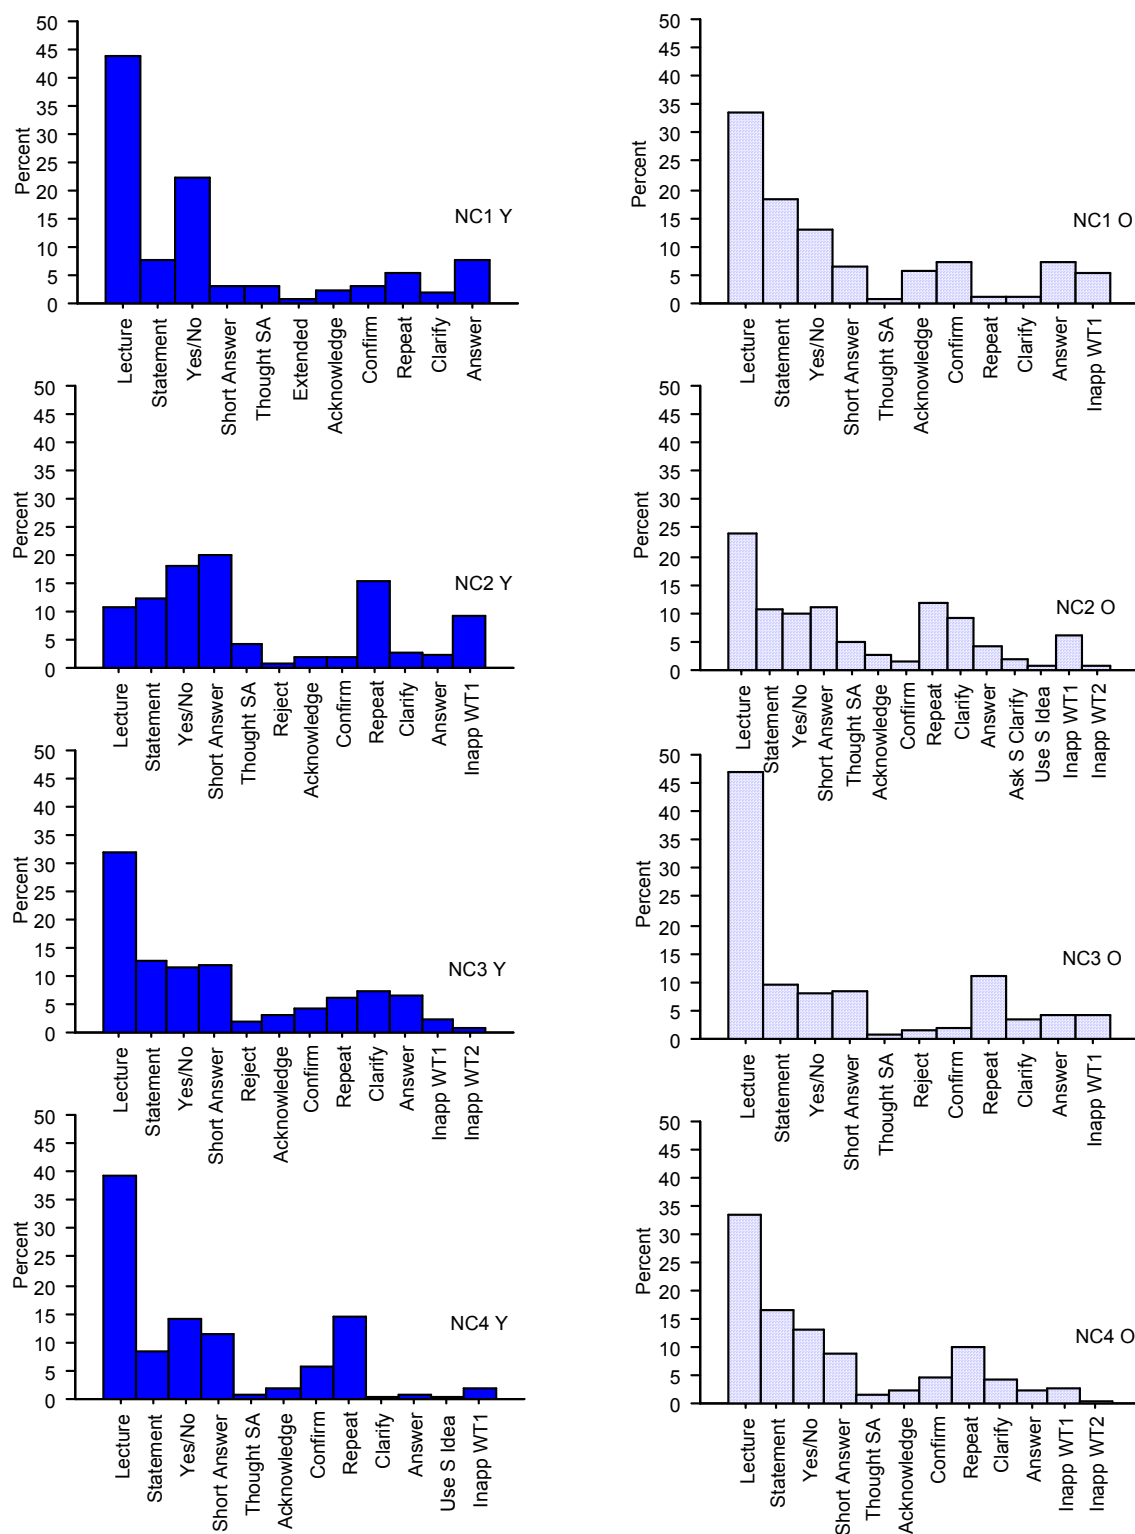 50
45
40
35
30
25
20
15
10
5
0
Percent
NC1 Y
Lecture
Statement
Yes/No
Short Answer
Thought SA
Extended
Acknowledge
Confirm
Repeat
Clarify
Answer
50
45
40
35
30
25
20
15
10
5
0
Percent
NC1 O
Lecture
Statement
Yes/No
Short Answer
Thought SA
Acknowledge
Confirm
Repeat
Clarify
Answer
Inapp WT1
50
45
40
35
30
25
20
15
10
5
0
Percent
NC2 Y
Lecture
Statement
Yes/No
Short Answer
Thought SA
Reject
Acknowledge
Confirm
Repeat
Clarify
Answer
Inapp WT1
50
45
40
35
30
25
20
15
10
5
0
Percent
NC2 O
Lecture
Statement
Yes/No
Short Answer
Thought SA
Acknowledge
Confirm
Repeat
Clarify
Answer
Ask S Clarify
Use S Idea
Inapp WT1
Inapp WT2
50
45
40
35
30
25
20
15
10
5
0
Percent
NC3 Y
Lecture
Statement
Yes/No
Short Answer
Reject
Acknowledge
Confirm
Repeat
Clarify
Answer
Inapp WT1
Inapp WT2
50
45
40
35
30
25
20
15
10
5
0
Percent
NC3 O
Lecture
Statement
Yes/No
Short Answer
Thought SA
Reject
Confirm
Repeat
Clarify
Answer
Inapp WT1
50
45
40
35
30
25
20
15
10
5
0
Percent
NC4 Y
Lecture
Statement
Yes/No
Short Answer
Thought SA
Acknowledge
Confirm
Repeat
Clarify
Answer
Use S Idea
Inapp WT1
50
45
40
35
30
25
20
15
10
5
0
Percent
NC4 O
Lecture
Statement
Yes/No
Short Answer
Thought SA
Acknowledge
Confirm
Repeat
Clarify
Answer
Inapp WT1
Inapp WT2